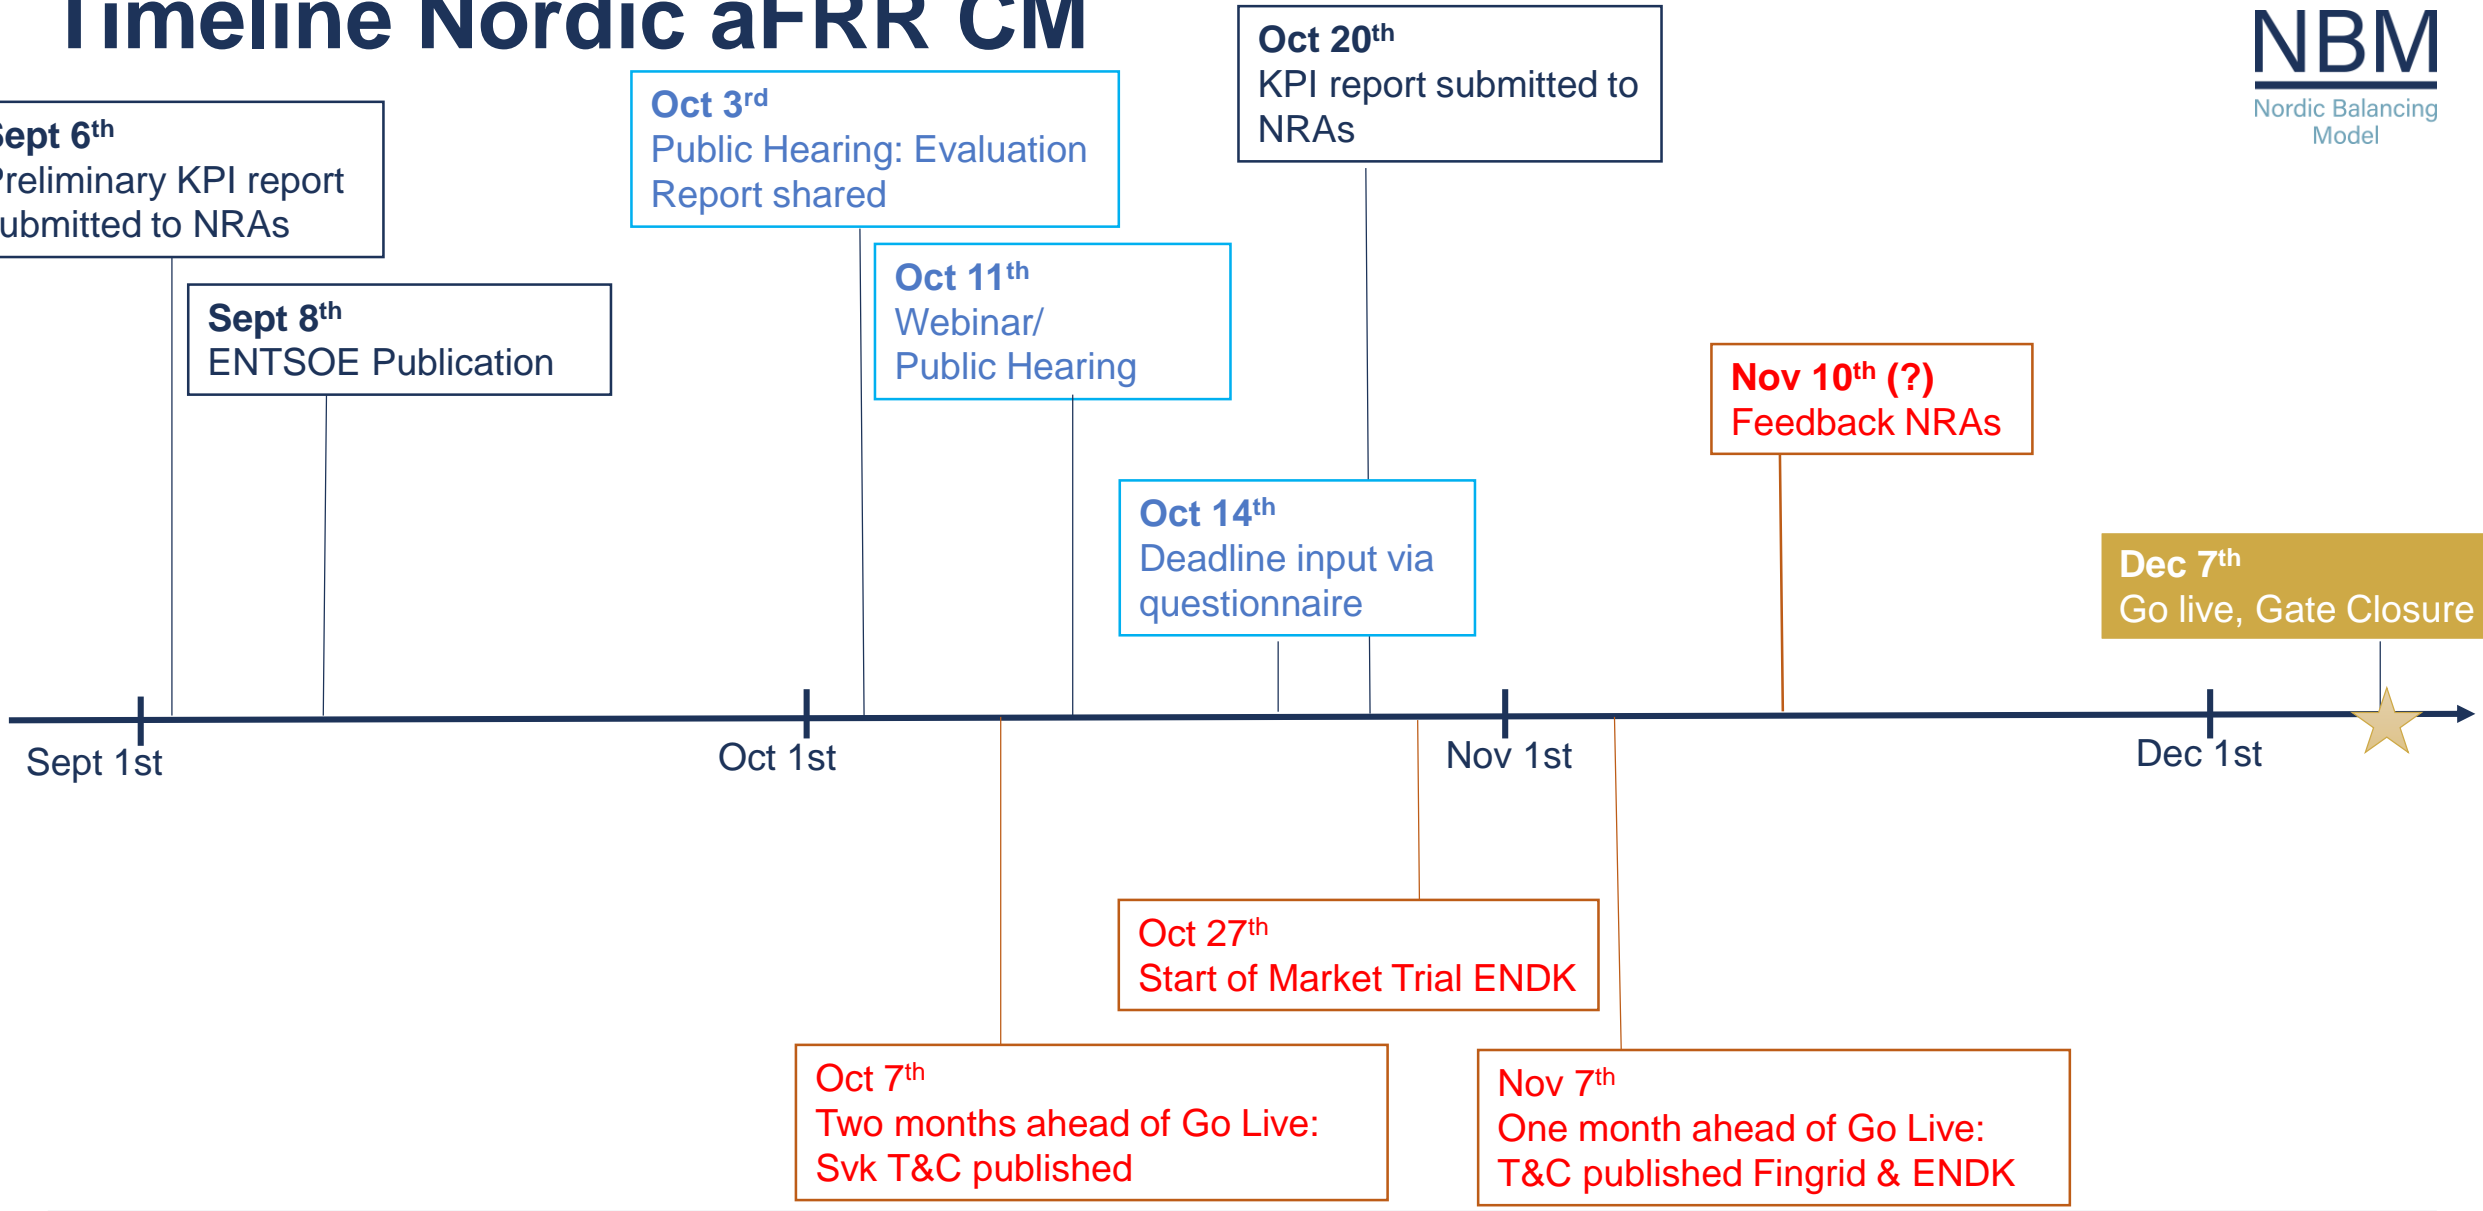 Timeline Nordic aFRR CM
NBM
Nordic Balancing
Model
Sept 6th
Preliminary KPI report
submitted to NRAs
Sept 8th
ENTSOE Publication
Oct 3rd
Public Hearing: Evaluation
Report shared
Oct 11th
Webinar/
Public Hearing
Oct 20th
KPI report submitted to
NRAs
Oct 14th
Deadline input via
questionnaire
Nov 10th (?)
Feedback NRAs
Dec 7th
Go live, Gate Closure
Sept 1st
Oct 1st
Nov 1st
Dec 1st
Oct 27th
Start of Market Trial ENDK
Oct 7th
Two months ahead of Go Live:
Svk T&C published
Nov 7th
One month ahead of Go Live:
T&C published Fingrid & ENDK